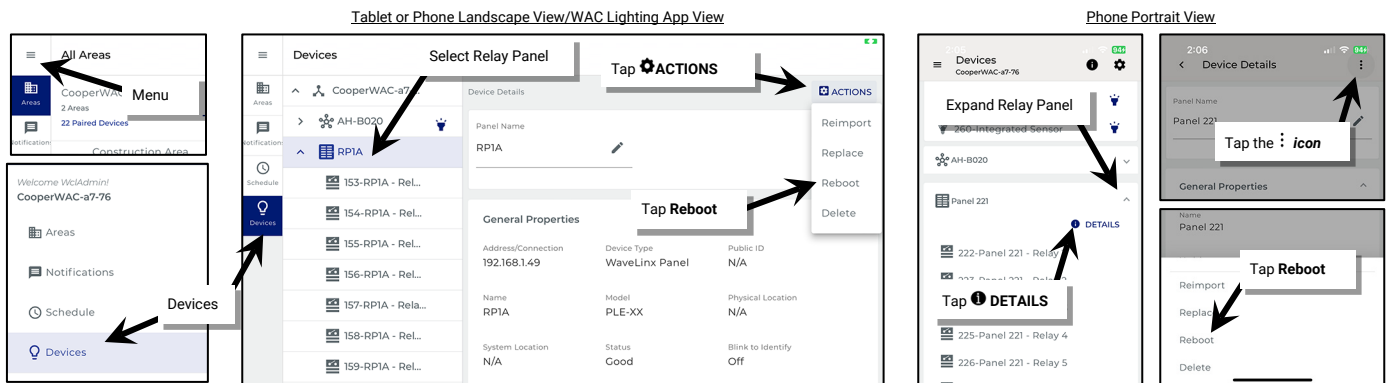 Tablet or Phone Landscape View/WAC Lighting App View
Phone Portrait View
All Areas
Areas
CooperWAC
2 Areas
22 Paired Devices
Construction Area
Menu
Welcome WclAdmin!
CooperWAC-a7-76
Areas
Notifications
Schedule
Devices
Devices
Devices
Select Relay Panel
Tap ACTIONS
Areas
Schedule
Devices
CooperWAC-a7
AH-B020
RP1A
153-RP1A - Rel...
154-RP1A - Rel...
155-RP1A - Rel...
156-RP1A - Rel...
157-RP1A - Rela...
158-RP1A - Rel...
159-RP1A - Rel...
Device Details
ACTIONS
Panel Name
RP1A
Reimport
Replace
Reboot
Delete
Tap Reboot
General Properties
Address/Connection
Device Type
Public ID
192.168.1.49
WaveLinx Panel
N/A
Name
Model
Physical Location
RP1A
PLE-XX
N/A
System Location
Status
Blink to Identify
N/A
Good
Off
2:06
94+
Devices
CooperWAC-a7-76
Expand Relay Panel
260-Integrated Sensor
AH-B020
Panel 221
DETAILS
222-Panel 221 - Relay
Tap DETAILS
225-Panel 221 - Relay 4
226-Panel 221 - Relay 5
2:06
94+
Device Details
Panel Name
Panel 221
Tap the ⋮ icon
General Properties
Name
Panel 221
Tap Reboot
Reimport
Replac
Reboot
Delete